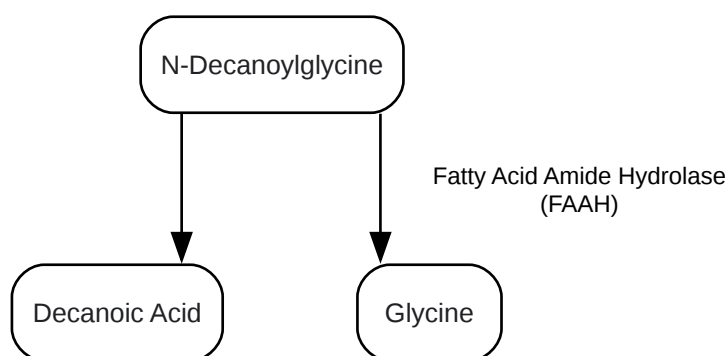 N-Decanoylglycine
Fatty Acid Amide Hydrolase
(FAAH)
Decanoic Acid
Glycine